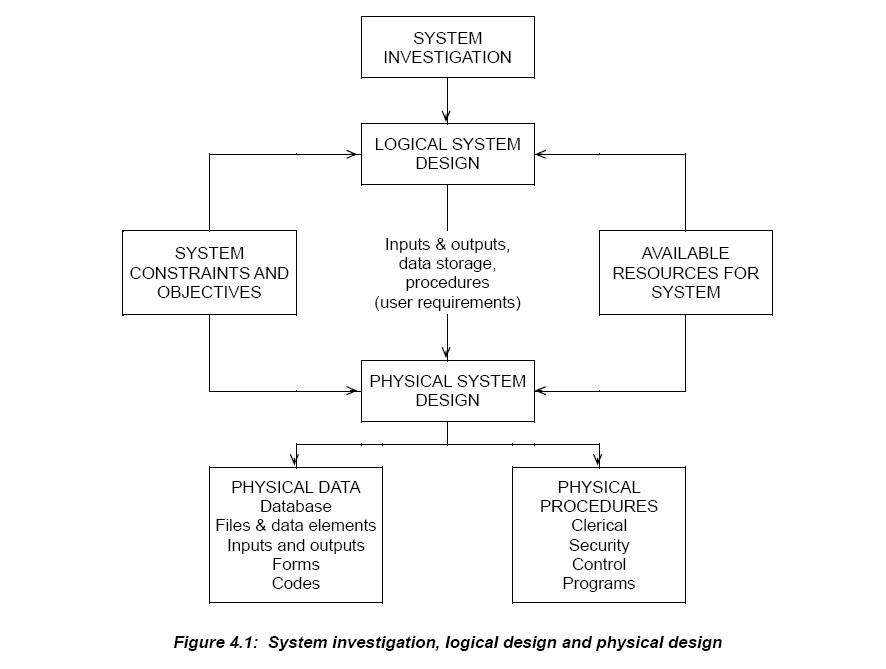 SYSTEM
INVESTIGATION
LOGICAL SYSTEM
DESIGN
SYSTEM
CONSTRAINTS AND
OBJECTIVES
Inputs & outputs,
data storage,
procedures
(user requirements)
AVAILABLE
RESOURCES FOR
SYSTEM
PHYSICAL SYSTEM
DESIGN
PHYSICAL DATA
Database
Files & data elements
Inputs and outputs
Forms
Codes
PHYSICAL
PROCEDURES
Clerical
Security
Control
Programs
Figure 4.1: System investigation, logical design and physical design